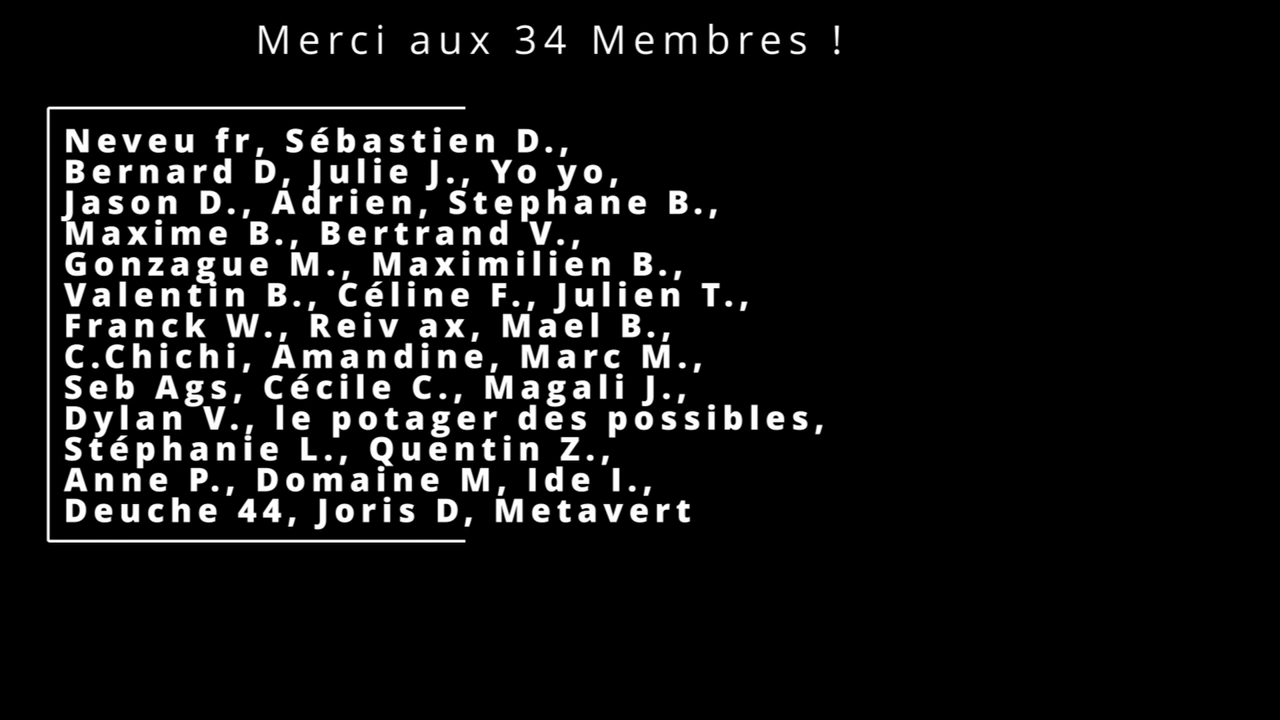 Merci aux 34 Membres !
Neveu fr, Sébastien D.,
Bernard D, Julie J., Yo yo,
Jason D., Adrien, Stephane B.,
Maxime B., Bertrand V.,
Gonzague M., Maximilien B.,
Valentin B., Céline F., Julien T.,
Franck W., Reiv ax, Mael B.,
C.Chichi, Amandine, Marc M.,
Seb Ags, Cécile C., Magali J.,
Dylan V., le potager des possibles,
Stéphanie L., Quentin Z.,
Anne P., Domaine M, Ide I.,
Deuche 44, Joris D, Metavert